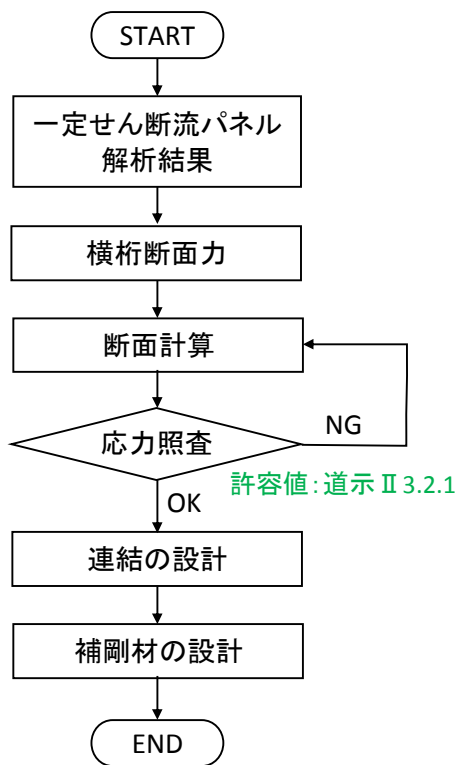 START
一定せん断流パネル
解析結果
横桁断面力
断面計算
応力照査
NG
許容値:道示Ⅱ3.2.1
OK
連結の設計
補剛材の設計
END